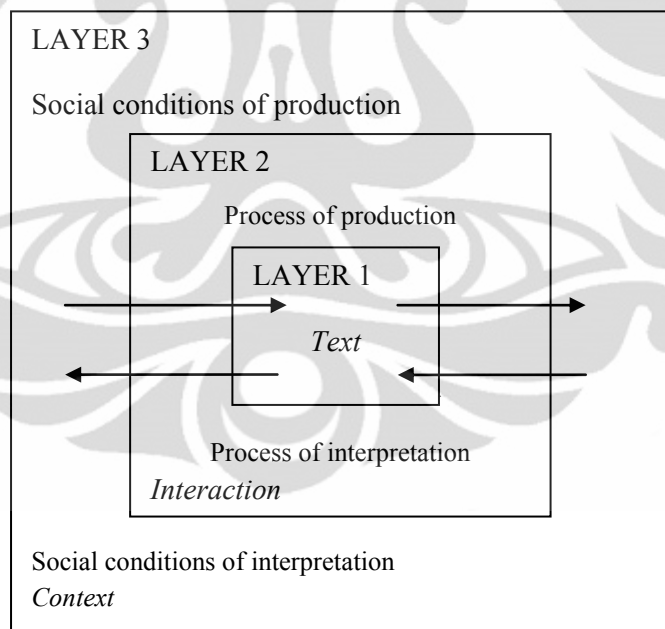 LAYER 3
Social conditions of production
LAYER 2
Process of production
LAYER 1
Text
Process of interpretation
Interaction
Social conditions of interpretation
Context